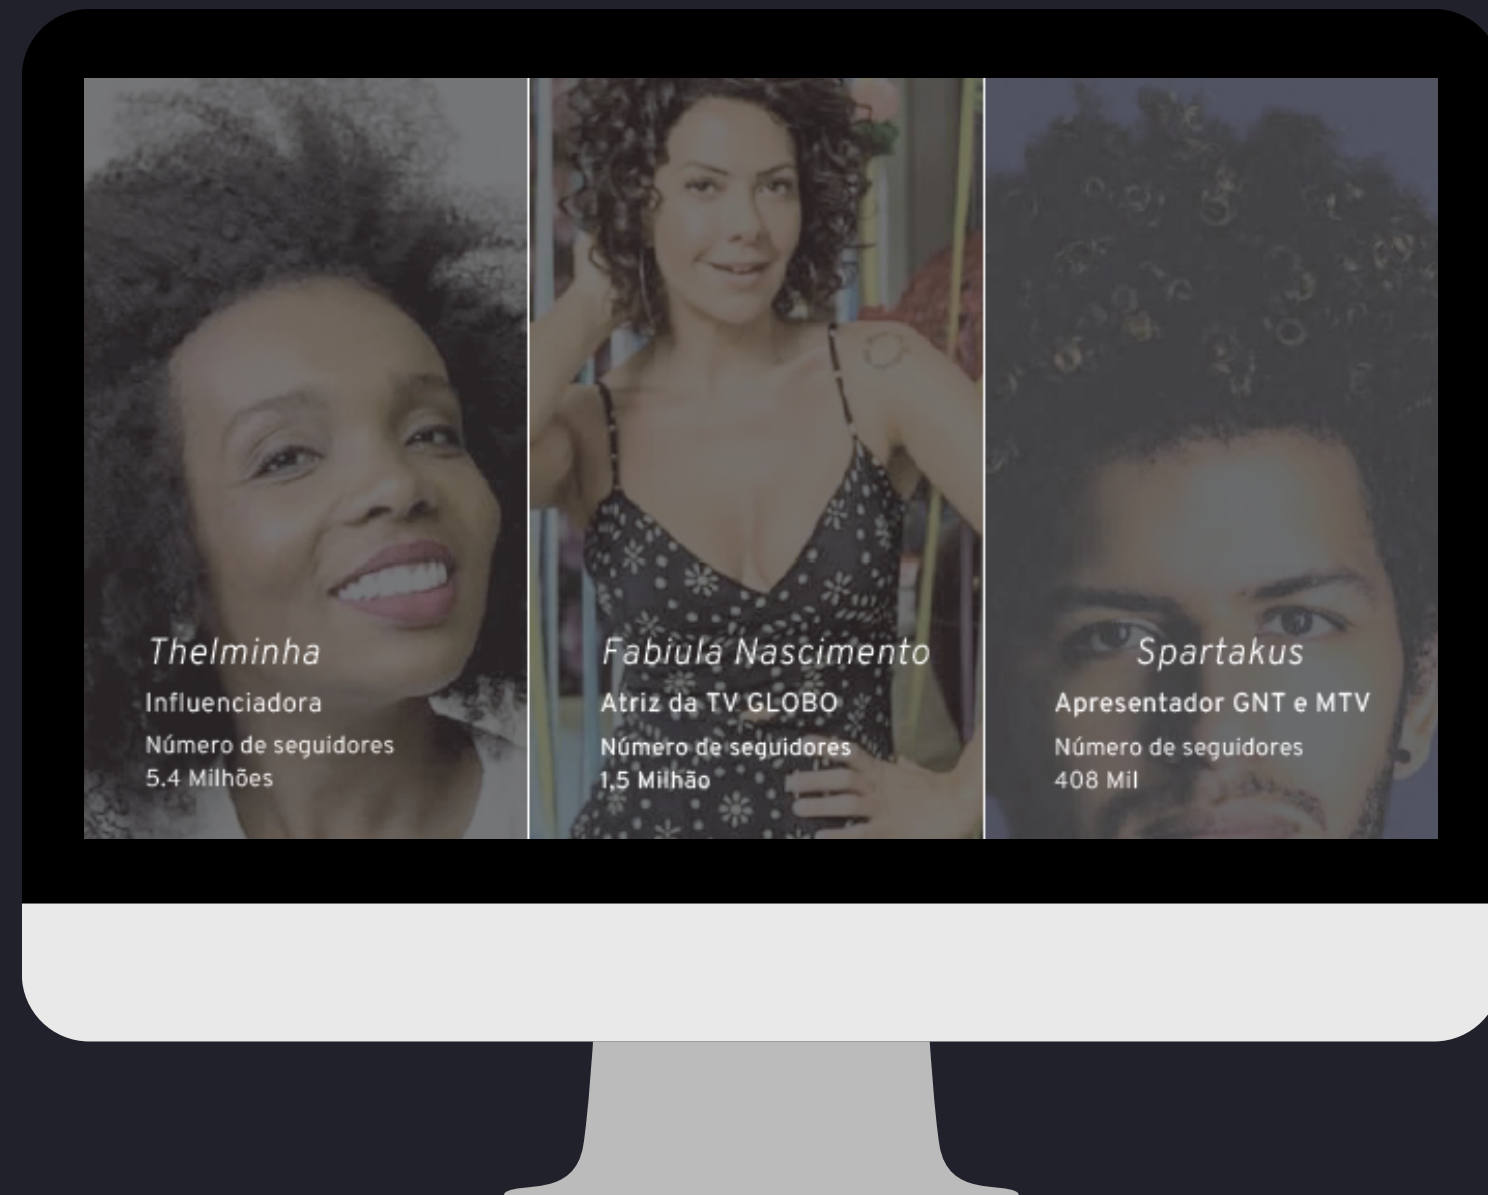 Thelminha
Influenciadora
Número de seguidores
5.4 Milhões
Fabiula Nascimento
Atriz da TV GLOBO
Número de seguidores
1,5 Milhão
Spartakus
Apresentador GNT e MTV
Número de seguidores
408 Mil